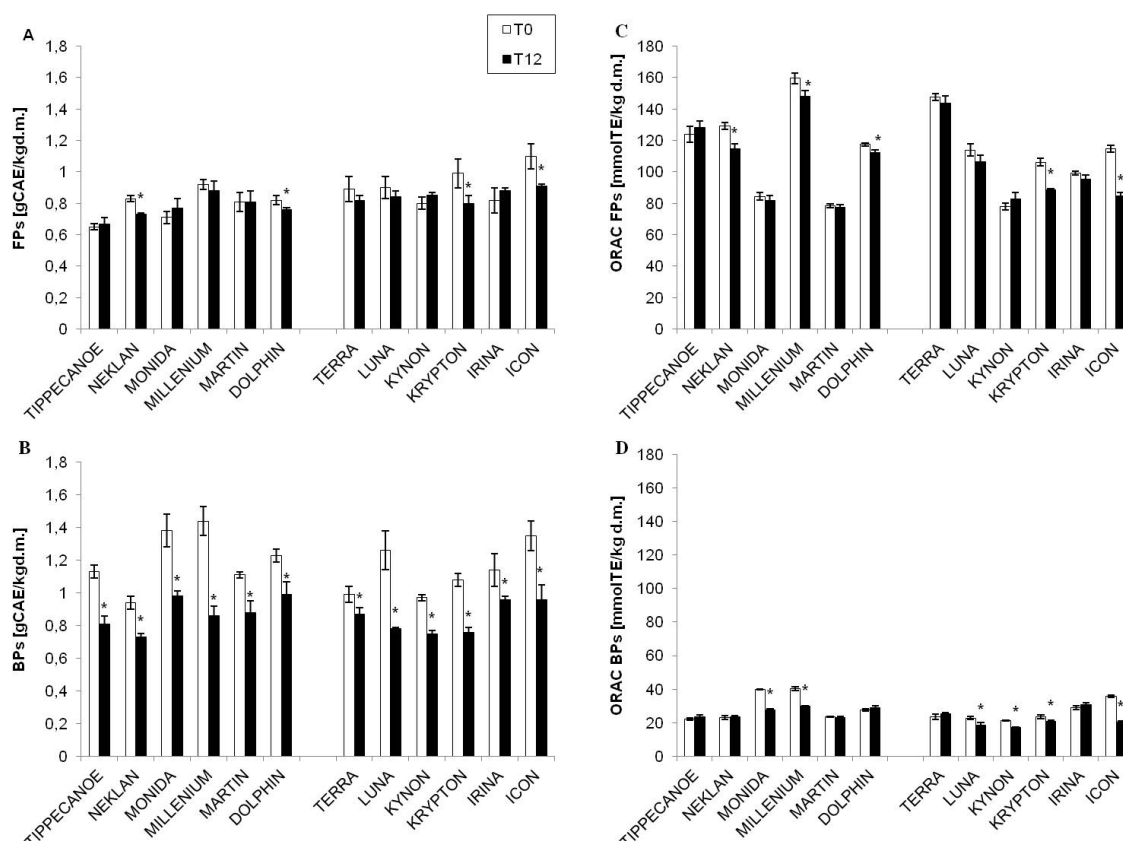 A
T0
T12
FPs [gCAE/kgd.m.]
1,8
1,6
1,4
1,2
1
0,8
0,6
0,4
0,2
0
* * * *
TIPPECANOE NEKLAN MONIDA MILLENIUM MARTIN DOLPHIN TERRA LUNA KYNON KRYPTON IRINA ICON
C
ORAC FPs [mmolTE/kg d.m.]
180
160
140
120
100
80
60
40
20
0
* * * * *
TIPPECANOE NEKLAN MONIDA MILLENIUM MARTIN DOLPHIN TERRA LUNA KYNON KRYPTON IRINA ICON
B
BPs [gCAE/kgd.m.]
1,8
1,6
1,4
1,2
1
0,8
0,6
0,4
0,2
0
* * * * * * * * * * * *
TIPPECANOE NEKLAN MONIDA MILLENIUM MARTIN DOLPHIN TERRA LUNA KYNON KRYPTON IRINA ICON
D
ORAC BPs [mmolTE/kg d.m.]
180
160
140
120
100
80
60
40
20
0
* * * * * *
TIPPECANOE NEKLAN MONIDA MILLENIUM MARTIN DOLPHIN TERRA LUNA KYNON KRYPTON IRINA ICON